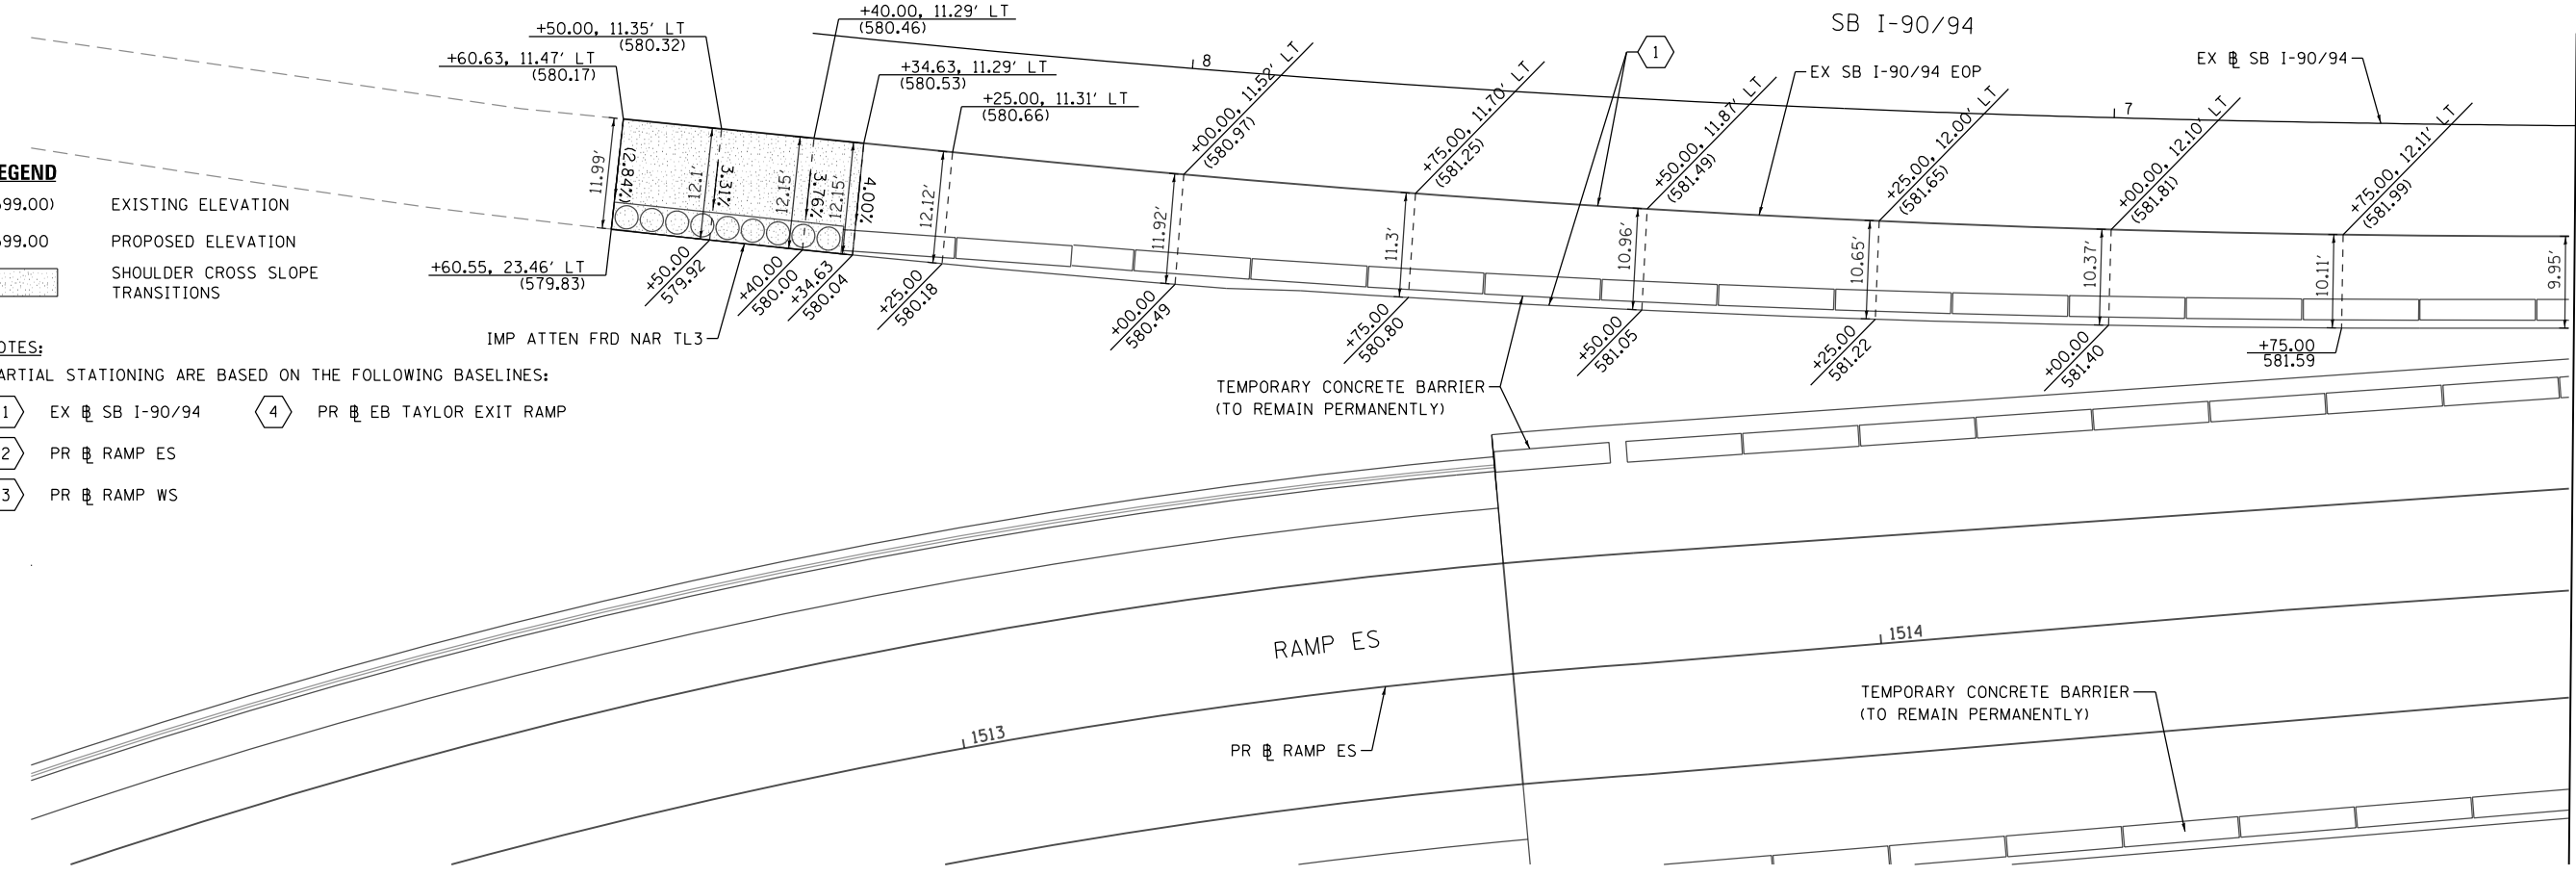 SB I-90/94
+40.00, 11.29' LT
(580.46)
+50.00, 11.35' LT
(580.32)
+60.63, 11.47' LT
(580.17)
+34.63, 11.29' LT
(580.53)
+25.00, 11.31' LT
(580.66)
8
+00.00, 11.52' LT
(580.97)
+75.00, 11.70' LT
(581.25)
1
+50.00, 11.87' LT
(581.49)
EX SB I-90/94 EOP
+25.00, 12.00' LT
(581.65)
EX BL SB I-90/94
7
+00.00, 12.10' LT
(581.81)
+75.00, 12.11' LT
(581.99)
11.99'
(2.84%)
12.1'
3.31%
12.15'
3.76%
12.15'
4.00%
12.12'
11.92'
11.3'
10.96'
10.65'
10.37'
10.11'
9.95'
EGEND
99.00) EXISTING ELEVATION
99.00 PROPOSED ELEVATION
SHOULDER CROSS SLOPE
TRANSITIONS
+60.55, 23.46' LT
(579.83)
+50.00
579.92
+40.00
580.00
+34.63
580.04
+25.00
580.18
+00.00
580.49
+75.00
580.80
+50.00
581.05
+25.00
581.22
+00.00
581.40
+75.00
581.59
IMP ATTEN FRD NAR TL3
OTES:
ARTIAL STATIONING ARE BASED ON THE FOLLOWING BASELINES:
1 EX BL SB I-90/94
4 PR BL EB TAYLOR EXIT RAMP
2 PR BL RAMP ES
3 PR BL RAMP WS
TEMPORARY CONCRETE BARRIER
(TO REMAIN PERMANENTLY)
RAMP ES
1514
1513
PR BL RAMP ES
TEMPORARY CONCRETE BARRIER
(TO REMAIN PERMANENTLY)